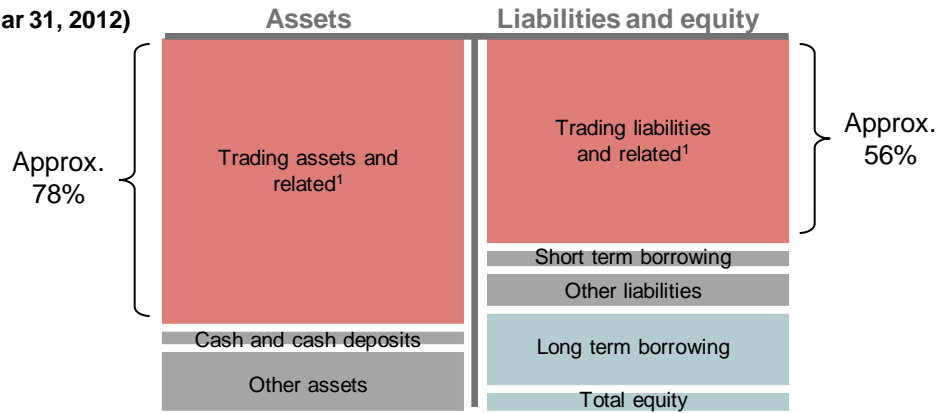 ar 31, 2012)
Assets
Liabilities and equity
Approx.
78%
Trading assets and
related¹
Cash and cash deposits
Other assets
Trading liabilities
and related¹
Short term borrowing
Other liabilities
Long term borrowing
Total equity
Approx.
56%